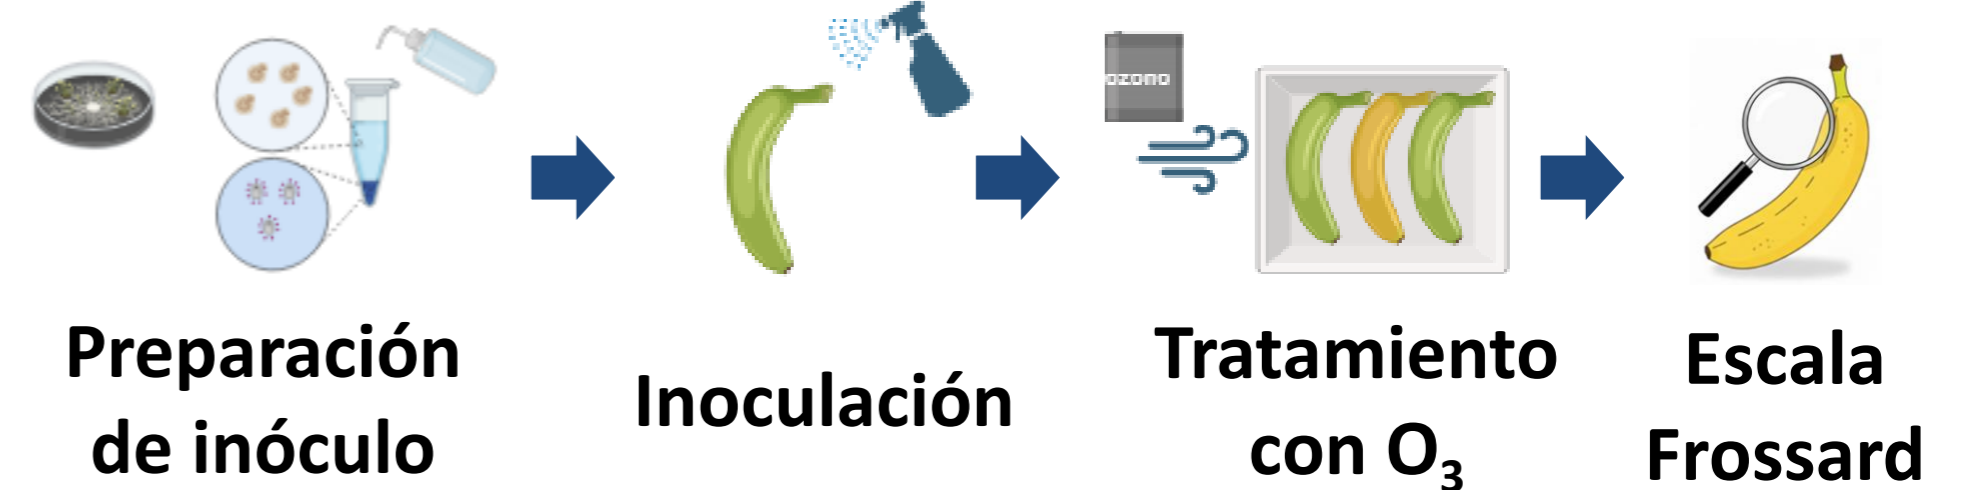 ozono
Preparación
de inóculo
Inoculación
Tratamiento
con O₃
Escala
Frossard